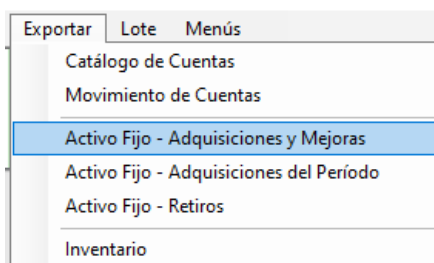 Exportar Lote Menús
Catálogo de Cuentas
Movimiento de Cuentas
Activo Fijo - Adquisiciones y Mejoras
Activo Fijo - Adquisiciones del Período
Activo Fijo - Retiros
Inventario